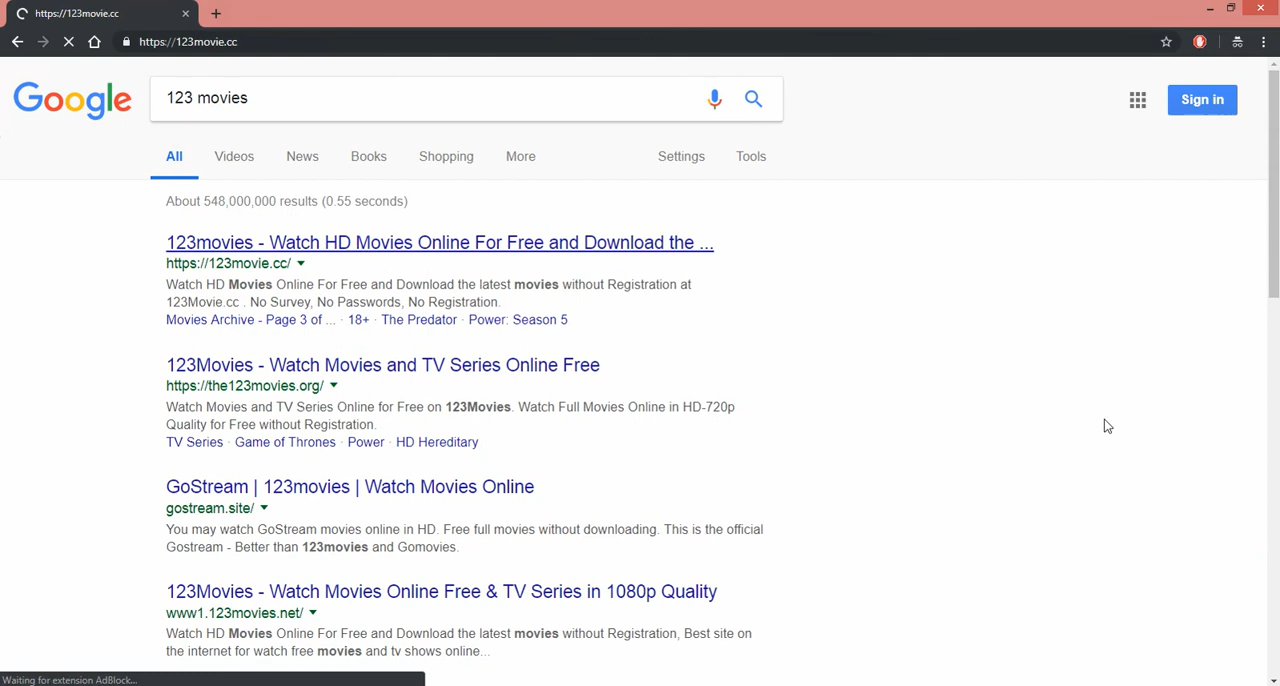 https://123movie.cc
https://123movie.cc
Google
123 movies
Sign in
All Videos News Books Shopping More Settings Tools
About 548,000,000 results (0.55 seconds)
123movies - Watch HD Movies Online For Free and Download the ...
https://123movie.cc/
Watch HD Movies Online For Free and Download the latest movies without Registration at
123Movie.cc . No Survey, No Passwords, No Registration.
Movies Archive - Page 3 of ... · 18+ · The Predator · Power: Season 5
123Movies - Watch Movies and TV Series Online Free
https://the123movies.org/
Watch Movies and TV Series Online for Free on 123Movies. Watch Full Movies Online in HD-720p
Quality for Free without Registration.
TV Series · Game of Thrones · Power · HD Hereditary
GoStream | 123movies | Watch Movies Online
gostream.site/
You may watch GoStream movies online in HD. Free full movies without downloading. This is the official
Gostream - Better than 123movies and Gomovies.
123Movies - Watch Movies Online Free & TV Series in 1080p Quality
www1.123movies.net/
Watch HD Movies Online For Free and Download the latest movies without Registration, Best site on
the internet for watch free movies and tv shows online...
Waiting for extension AdBlock...